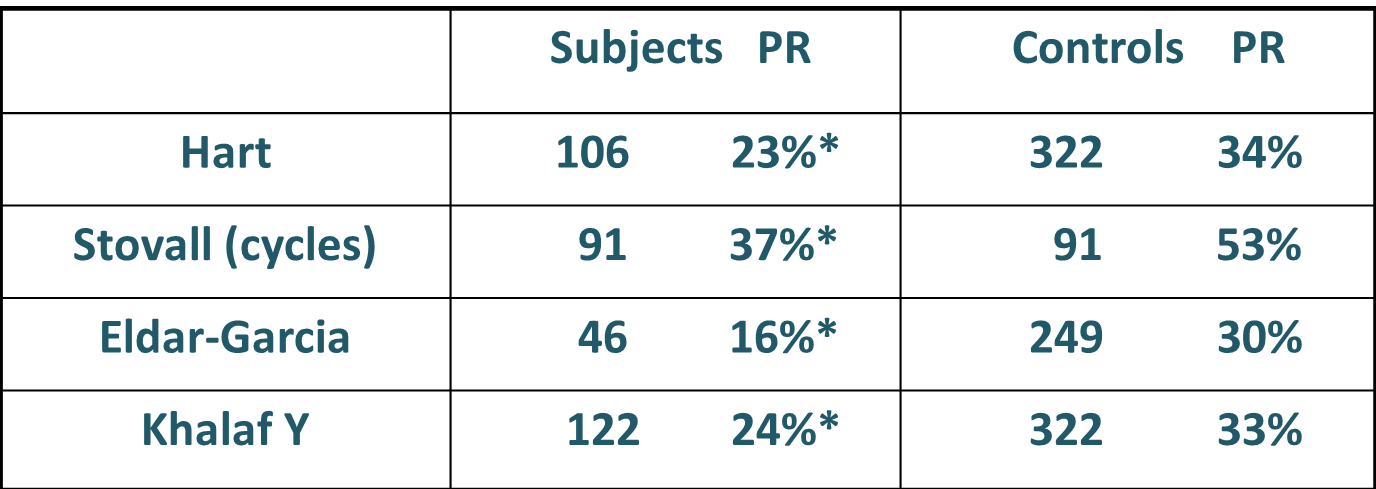 Subjects PR Controls PR
Hart 106 23%* 322 34%
Stovall (cycles) 91 37%* 91 53%
Eldar-Garcia 46 16%* 249 30%
Khalaf Y 122 24%* 322 33%